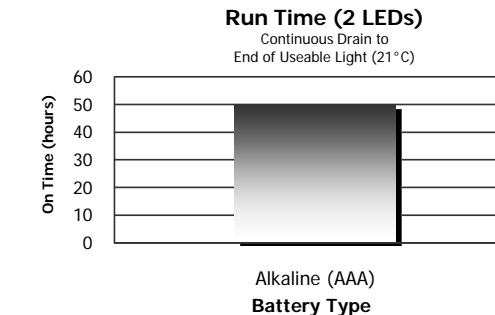 Run Time (2 LEDs)
Continuous Drain to
End of Useable Light (21°C)
60
50
40
30
20
10
0
On Time (hours)
Alkaline (AAA)
Battery Type